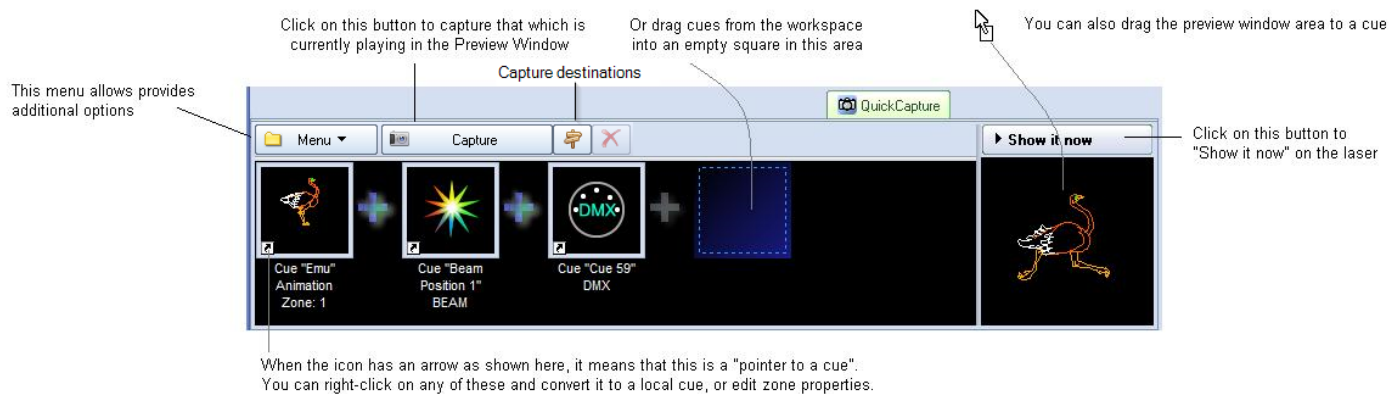 Click on this button to capture that which is
currently playing in the Preview Window
Or drag cues from the workspace
into an empty square in this area
You can also drag the preview window area to a cue
Capture destinations
This menu allows provides
additional options
QuickCapture
Menu
Capture
Show it now
Click on this button to
"Show it now" on the laser
DMX
Cue "Emu"
Animation
Zone: 1
Cue "Beam
Position 1"
BEAM
Cue "Cue 59"
DMX
When the icon has an arrow as shown here, it means that this is a "pointer to a cue".
You can right-click on any of these and convert it to a local cue, or edit zone properties.